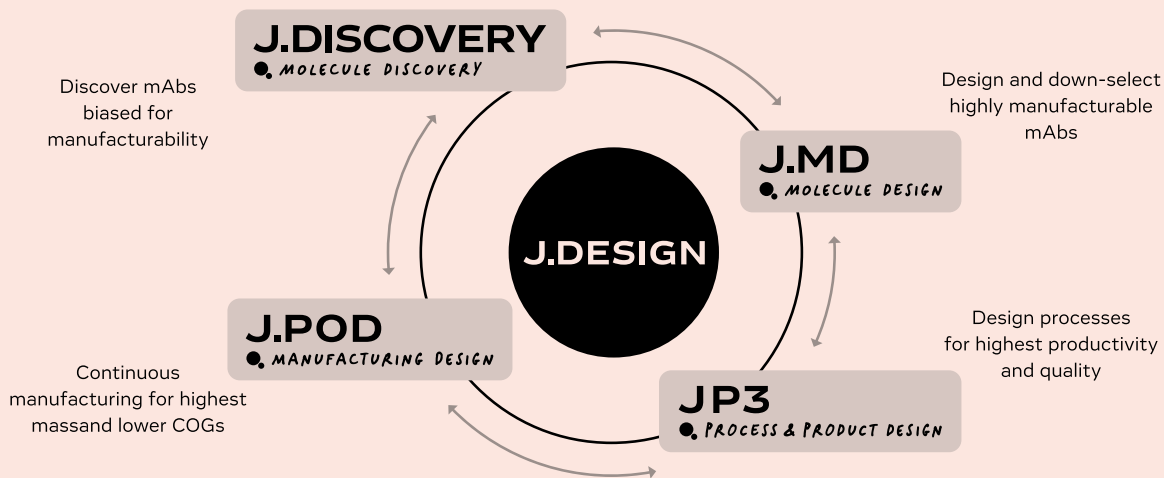 J.DISCOVERY
MOLECULE DISCOVERY
Discover mAbs
biased for
manufacturability
Design and down-select
highly manufacturable
mAbs
J.MD
MOLECULE DESIGN
J.DESIGN
J.POD
MANUFACTURING DESIGN
Design processes
for highest productivity
and quality
Continuous
manufacturing for highest
massand lower COGs
JP3
PROCESS & PRODUCT DESIGN